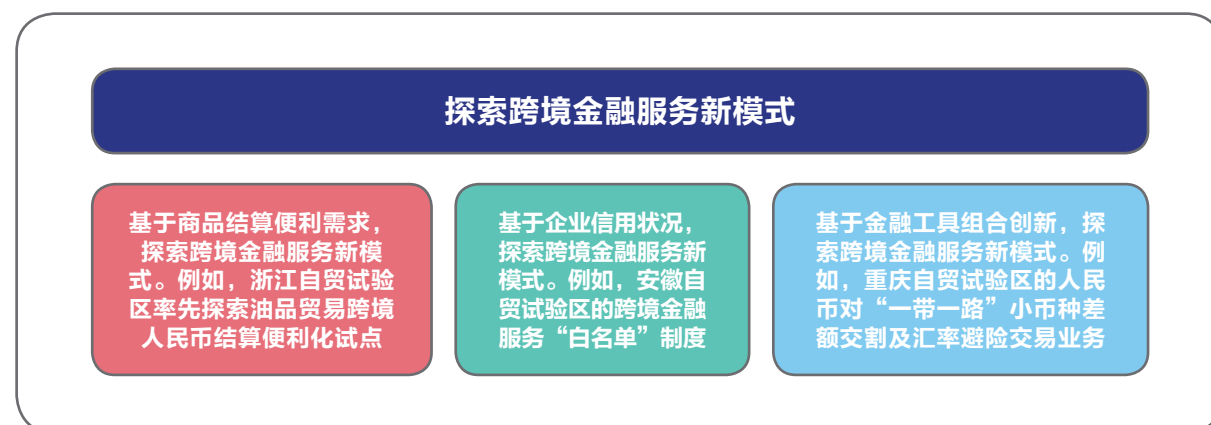 探索跨境金融服务新模式
基于商品结算便利需求，
探索跨境金融服务新模
式。例如，浙江自贸试验
区率先探索油品贸易跨境
人民币结算便利化试点
基于企业信用状况，
探索跨境金融服务新
模式。例如，安徽自
贸试验区的跨境金融
服务“白名单”制度
基于金融工具组合创新，探
索跨境金融服务新模式。例
如，重庆自贸试验区的人民
币对“一带一路”小币种差
额交割及汇率避险交易业务